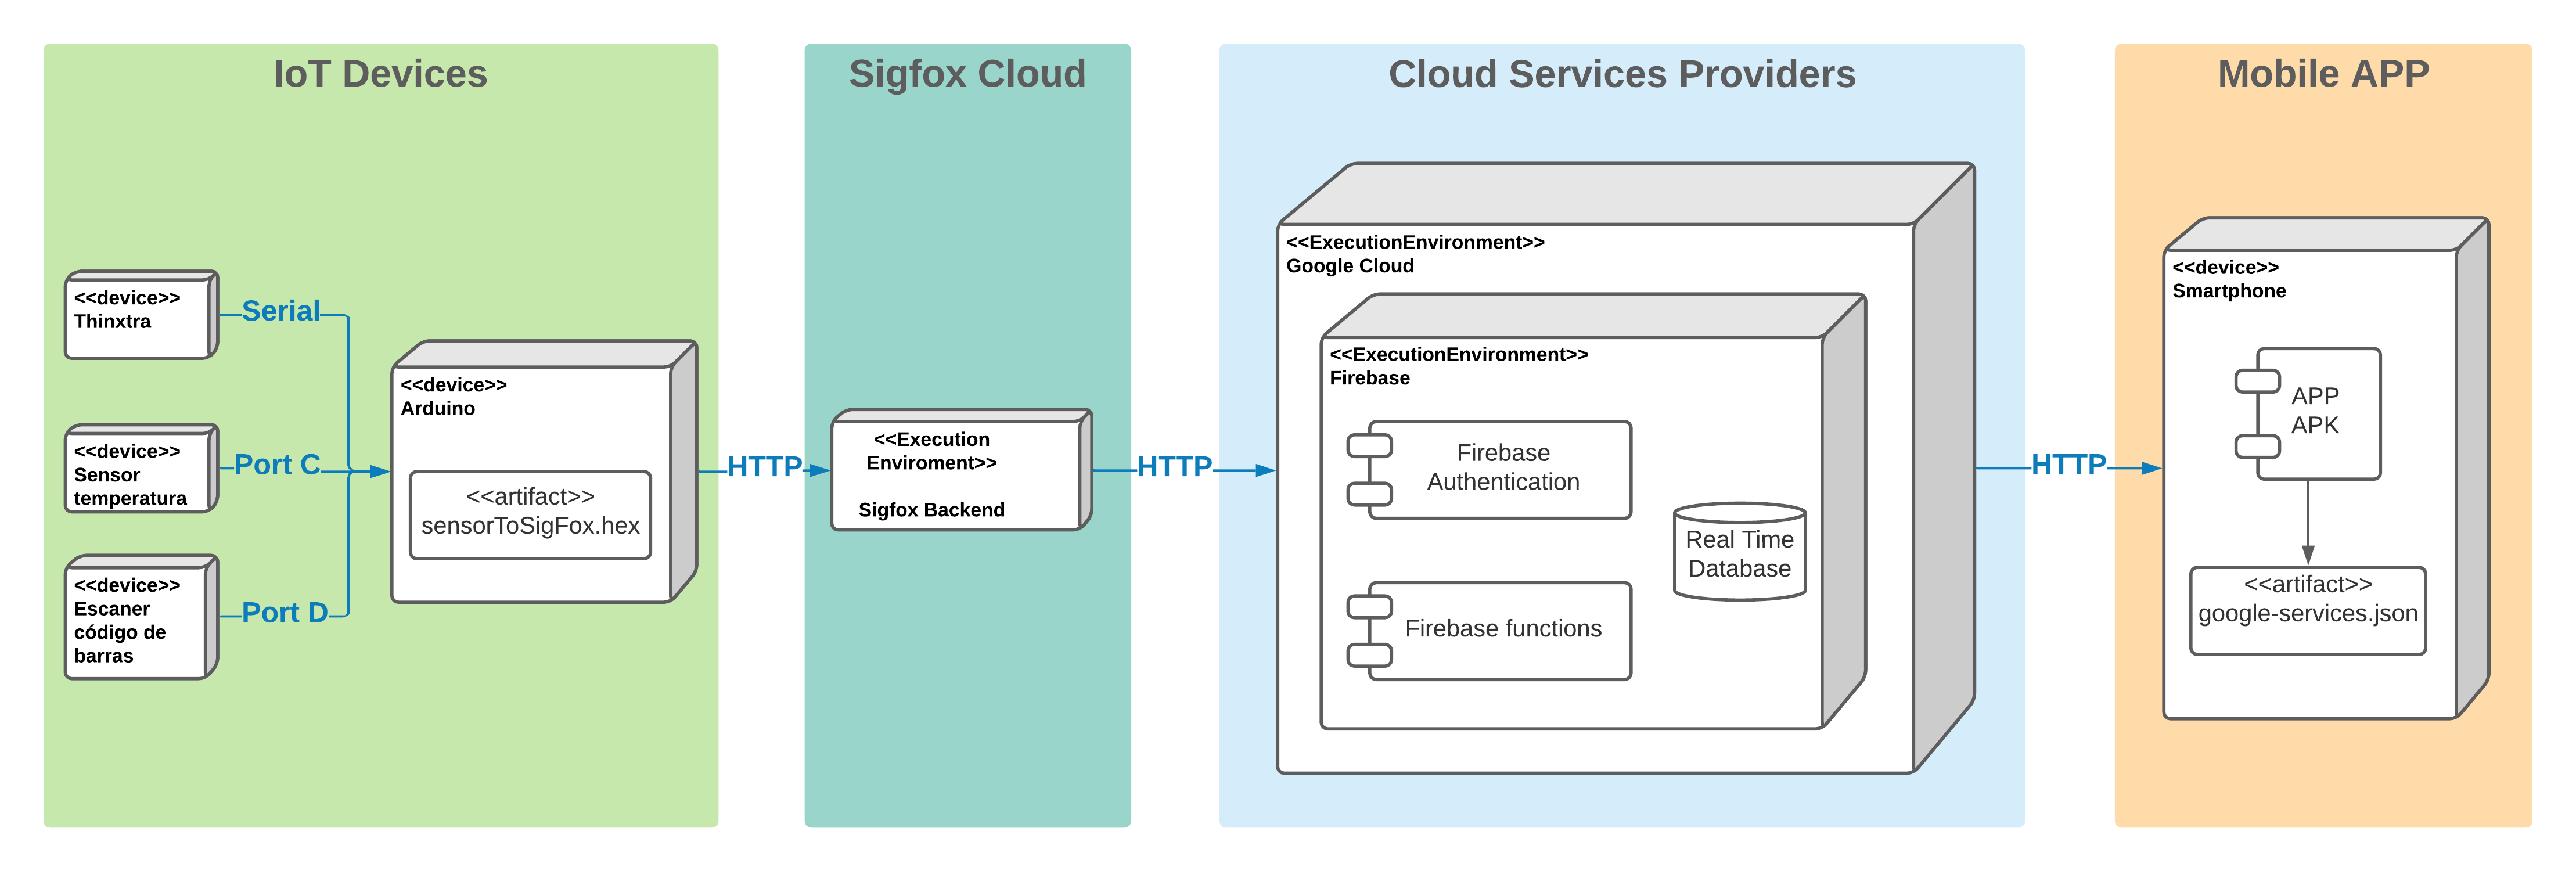 IoT Devices
<<device>>
Thinxtra
Serial
<<device>>
Sensor
temperatura
Port C
<<device>>
Escaner
código de
barras
Port D
<<device>>
Arduino
<<artifact>>
sensorToSigFox.hex
HTTP
Sigfox Cloud
<<Execution
Enviroment>>
Sigfox Backend
HTTP
Cloud Services Providers
<<ExecutionEnvironment>>
Google Cloud
<<ExecutionEnvironment>>
Firebase
Firebase
Authentication
Real Time
Database
Firebase functions
HTTP
Mobile APP
<<device>>
Smartphone
APP
APK
<<artifact>>
google-services.json